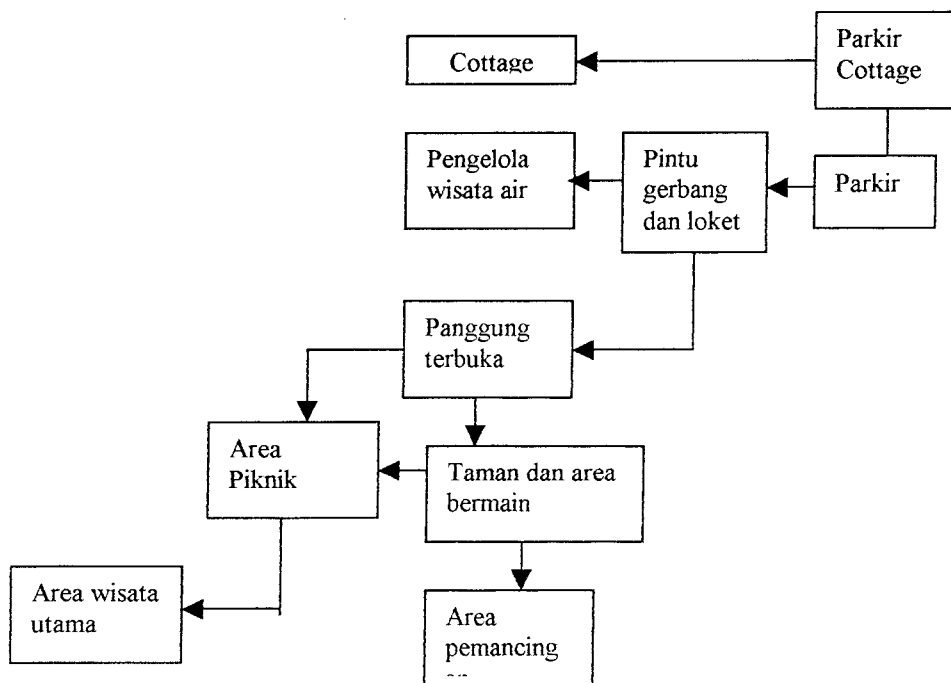 Parkir
Cottage
Cottage
Pengelola
wisata air
Pintu
gerbang
dan loket
Parkir
Panggung
terbuka
Area
Piknik
Taman dan area
bermain
Area wisata
utama
Area
pemancing